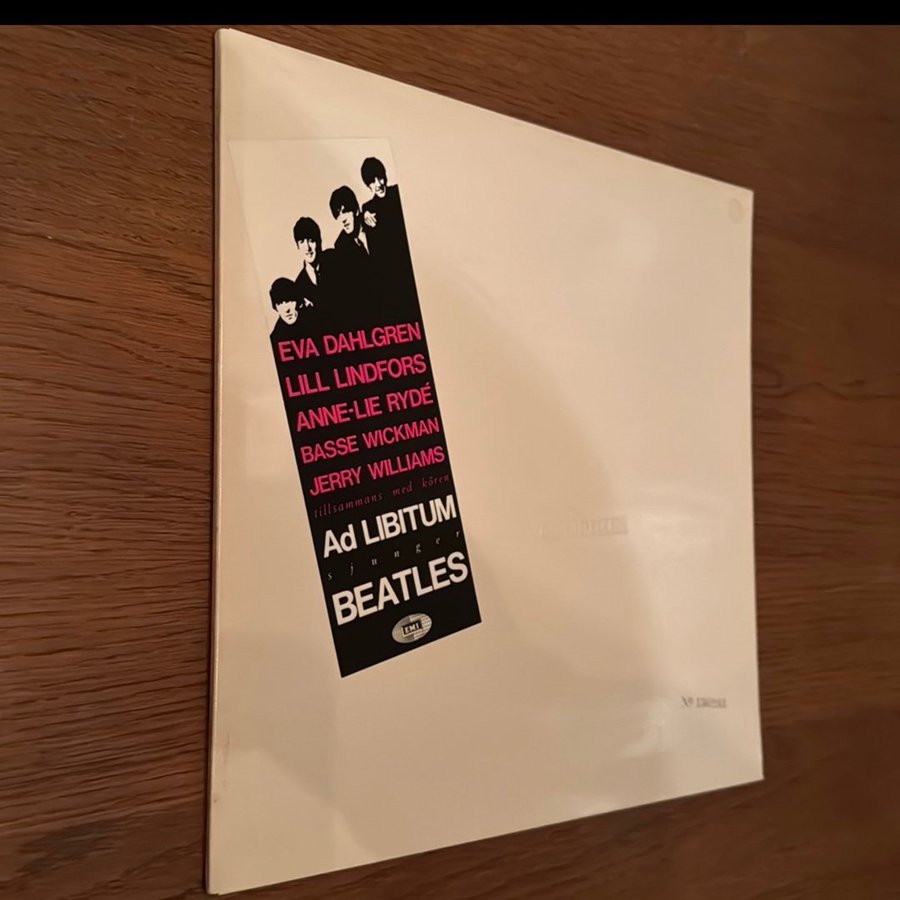 EVA DAHLGREN
LILL LINDFORS
ANNE-LIE RYDÉ
BASSE WICKMAN
JERRY WILLIAMS
tillsammans med kören
Ad LIBITUM
sjunger
BEATLES
EMI
Nº